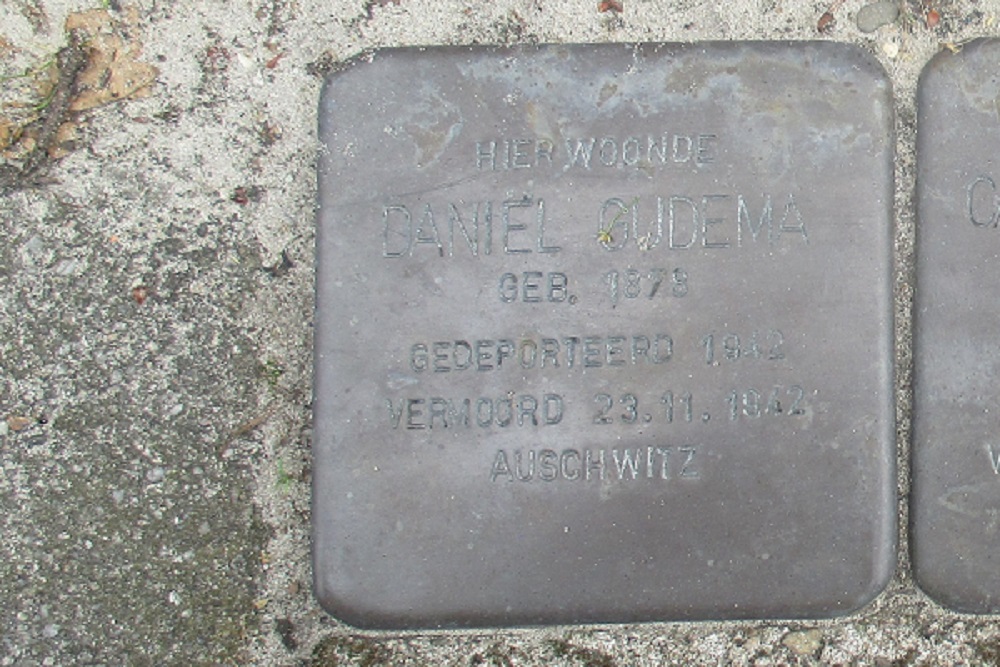 HIER WOONDE
DANIËL OUDEMA
GEB. 1878
GEDEPORTEERD 1942
VERMOORD 23.11.1942
AUSCHWITZ